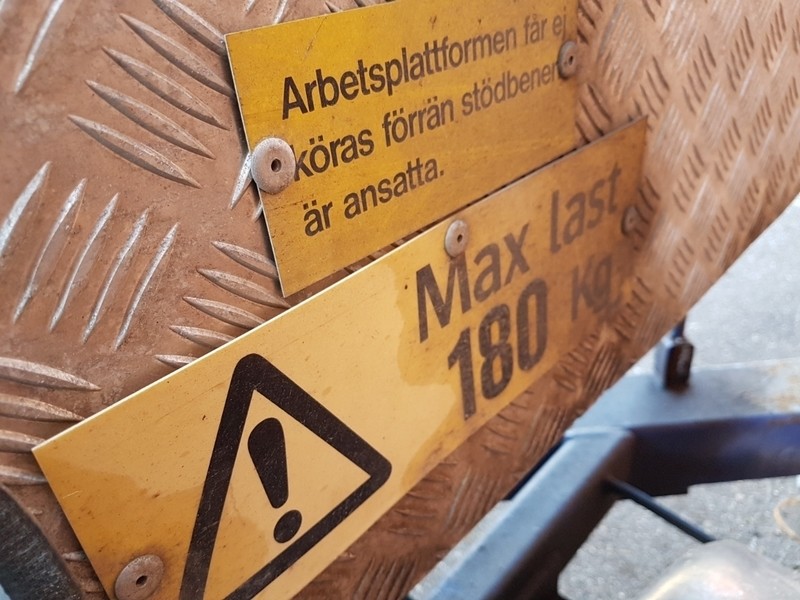 Arbetsplattformen får ej
köras förrän stödbenen
är ansatta.
Max last
180 Kg